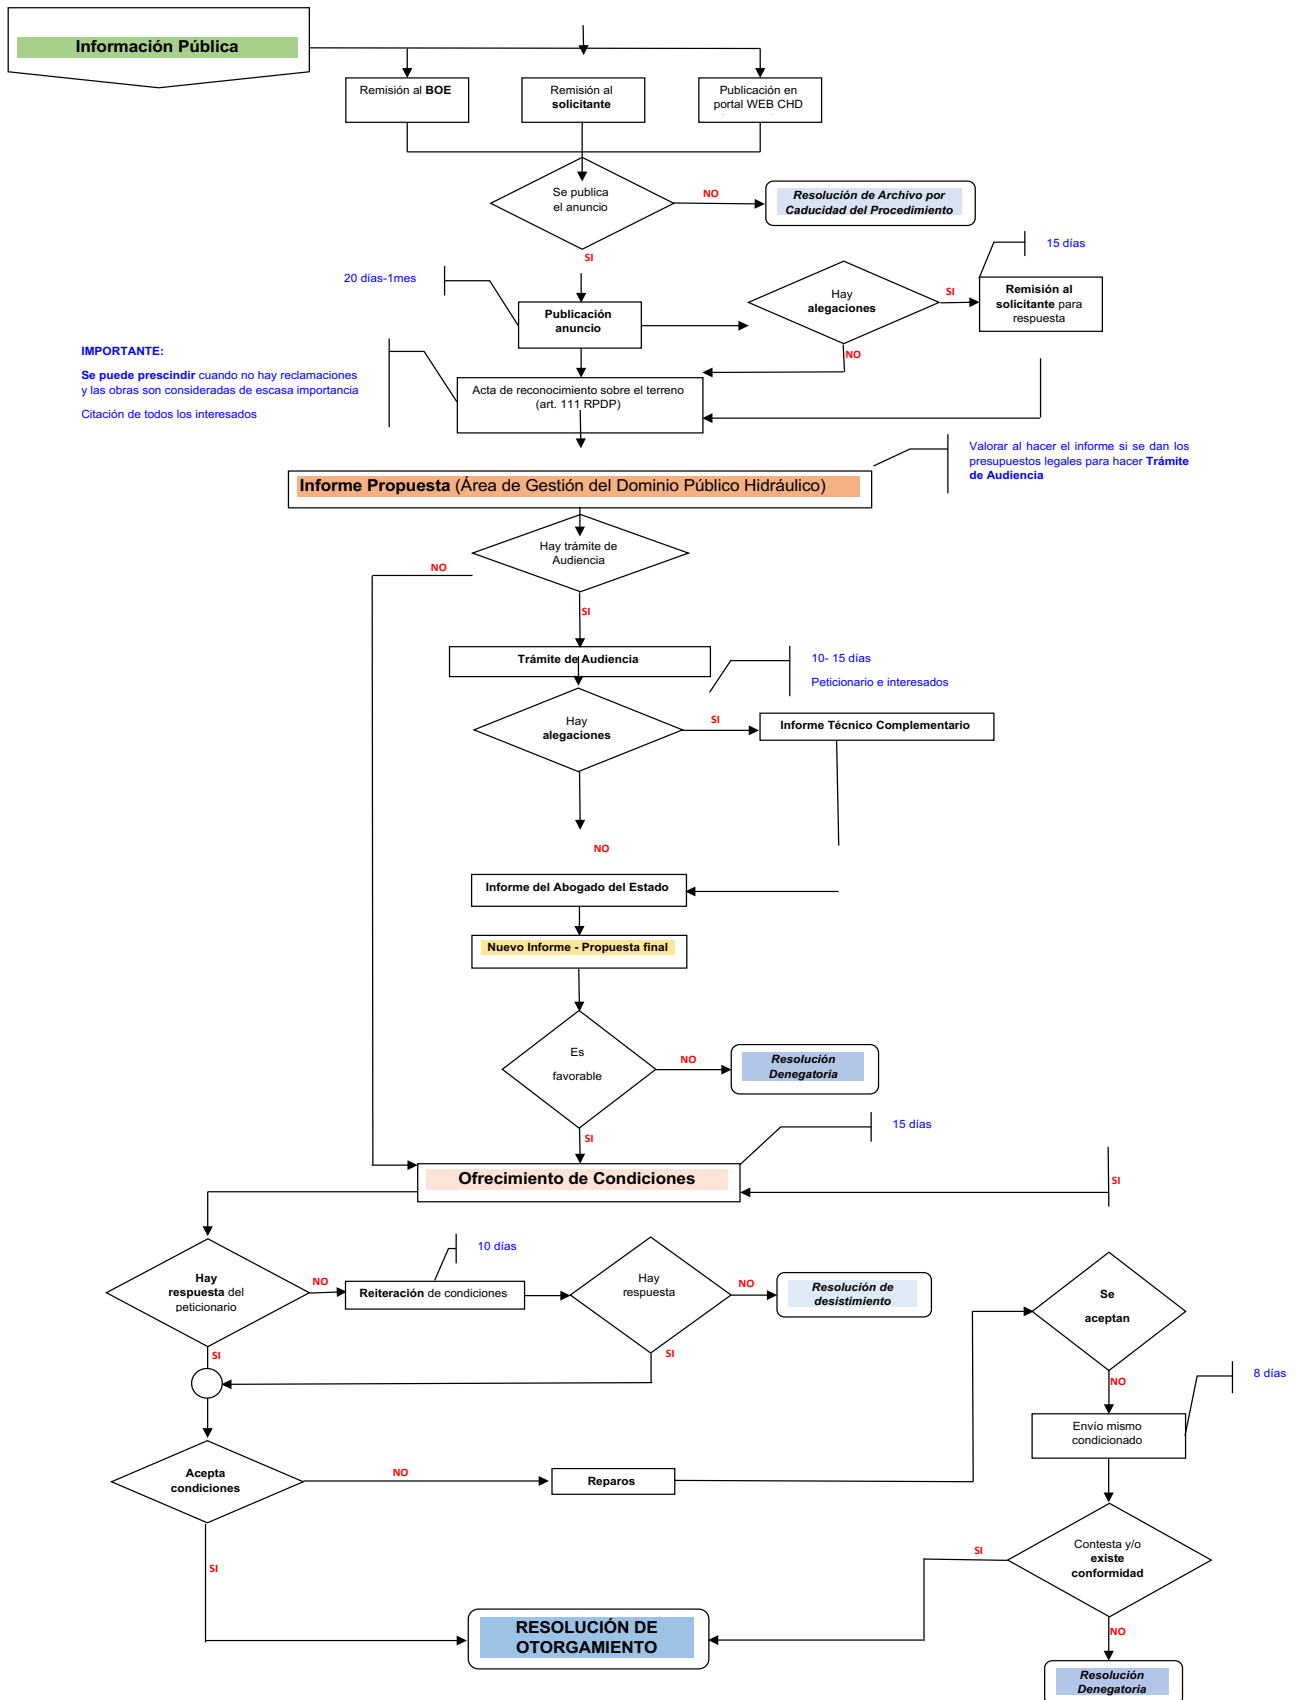 Información Pública
Remisión al BOE
Remisión al
solicitante
Publicación en
portal WEB CHD
Se publica
el anuncio
NO
Resolución de Archivo por
Caducidad del Procedimiento
SI
20 días-1mes
Publicación
anuncio
Hay
alegaciones
SI
15 días
Remisión al
solicitante para
respuesta
NO
IMPORTANTE:
Se puede prescindir cuando no hay reclamaciones
y las obras son consideradas de escasa importancia
Citación de todos los interesados
Acta de reconocimiento sobre el terreno
(art. 111 RPDP)
Valorar al hacer el informe si se dan los
presupuestos legales para hacer Trámite
de Audiencia
Informe Propuesta (Área de Gestión del Dominio Público Hidráulico)
Hay trámite de
Audiencia
NO
SI
Trámite de Audiencia
10- 15 días
Peticionario e interesados
Hay
alegaciones
SI
Informe Técnico Complementario
NO
Informe del Abogado del Estado
Nuevo Informe - Propuesta final
Es
favorable
NO
Resolución
Denegatoria
SI
15 días
Ofrecimiento de Condiciones
SI
Hay
respuesta del
peticionario
NO
10 días
Reiteración de condiciones
Hay
respuesta
NO
Resolución de
desistimiento
Se
aceptan
SI
SI
NO
8 días
Envío mismo
condicionado
Acepta
condiciones
NO
Reparos
SI
Contesta y/o
existe
conformidad
SI
NO
RESOLUCIÓN DE
OTORGAMIENTO
Resolución
Denegatoria